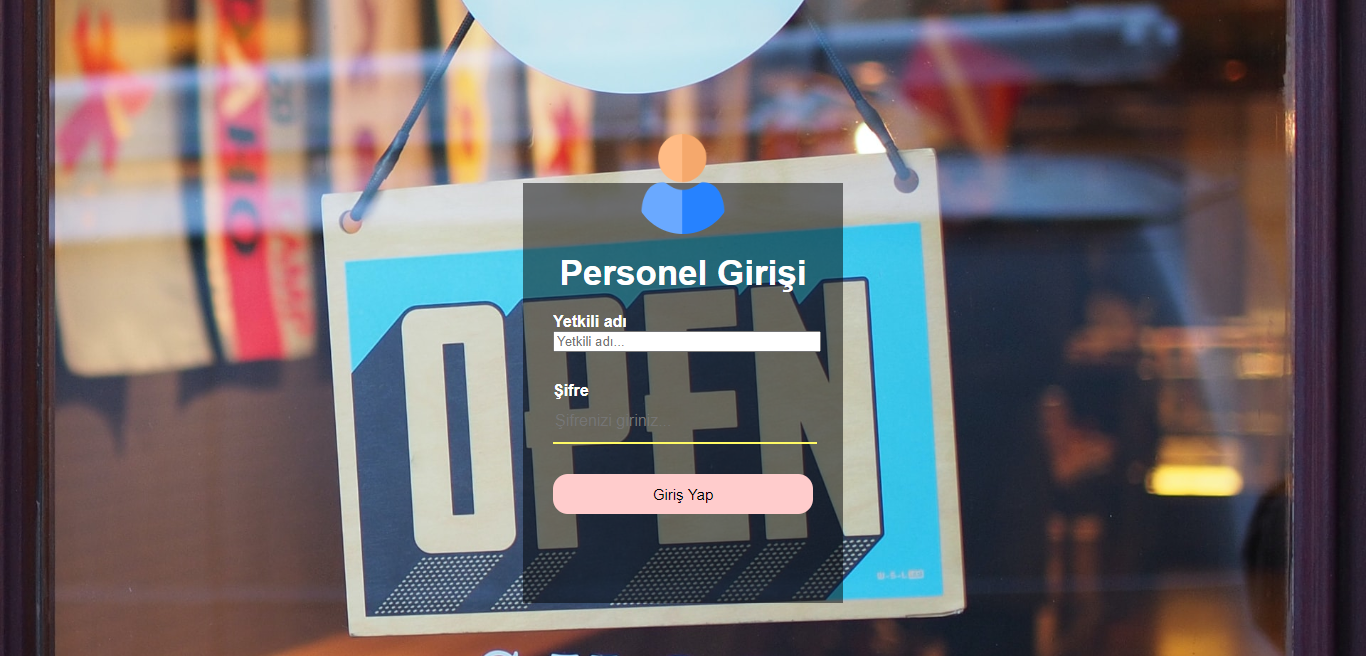 Personel Girişi
Yetkili adı
Yetkili adı...
Şifre
Şifrenizi giriniz...
OPEN
Giriş Yap